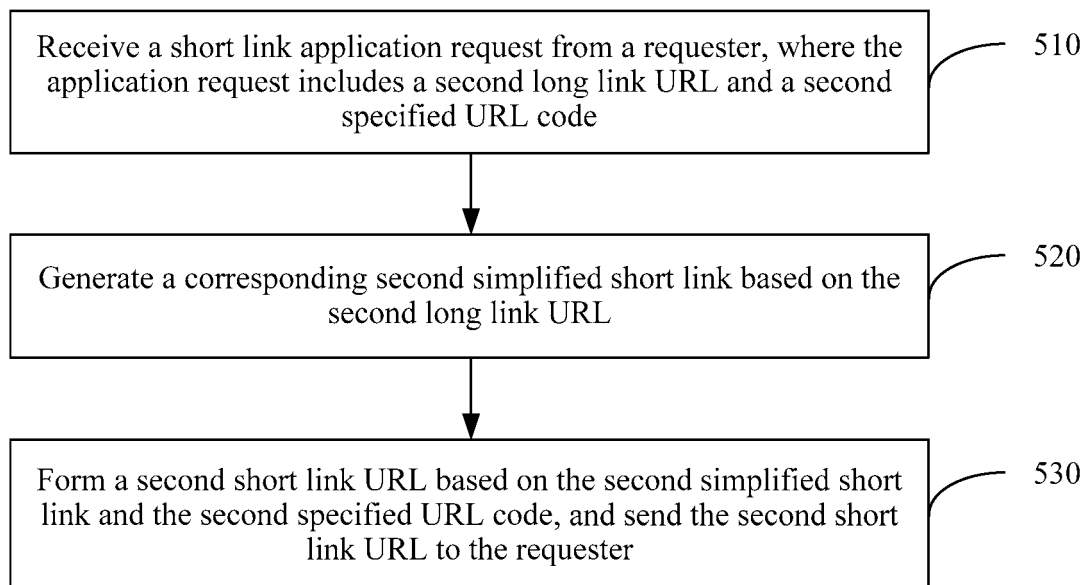 Receive a short link application request from a requester, where the
application request includes a second long link URL and a second
specified URL code
510
Generate a corresponding second simplified short link based on the
second long link URL
520
Form a second short link URL based on the second simplified short
link and the second specified URL code, and send the second short
link URL to the requester
530